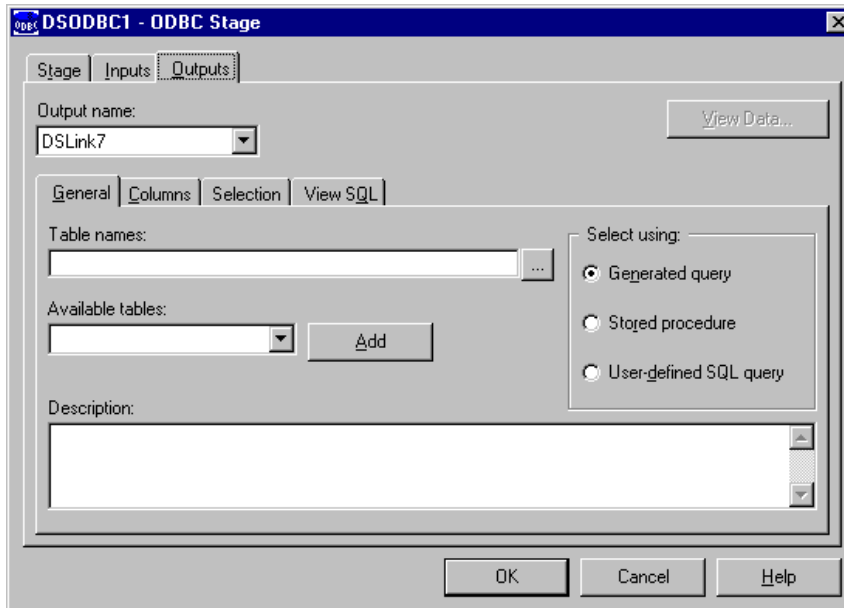 ODBC DSODBC1 - ODBC Stage
Stage Inputs Outputs
Output name:
DSLink7
View Data...
General Columns Selection View SQL
Table names:
...
Select using:
Generated query
Available tables:
Add
Stored procedure
User-defined SQL query
Description:
OK Cancel Help